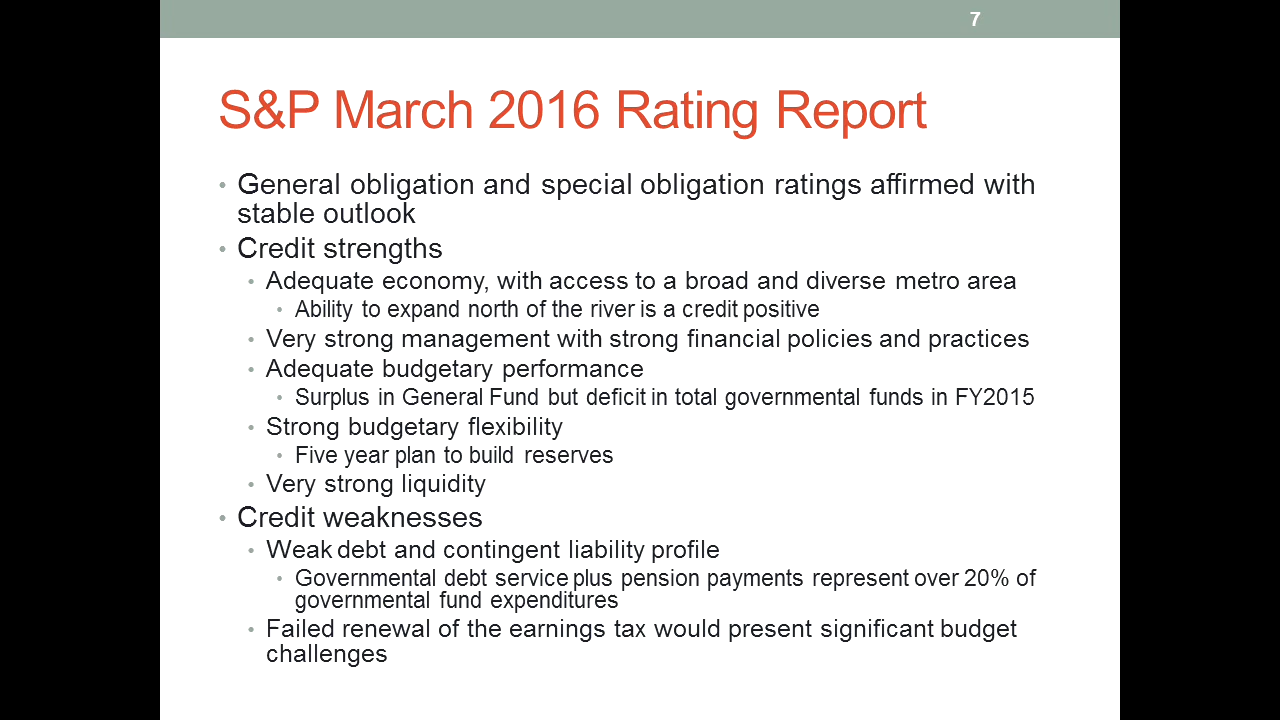 7
S&P March 2016 Rating Report
• General obligation and special obligation ratings affirmed with
stable outlook
• Credit strengths
• Adequate economy, with access to a broad and diverse metro area
• Ability to expand north of the river is a credit positive
• Very strong management with strong financial policies and practices
• Adequate budgetary performance
• Surplus in General Fund but deficit in total governmental funds in FY2015
• Strong budgetary flexibility
• Five year plan to build reserves
• Very strong liquidity
• Credit weaknesses
• Weak debt and contingent liability profile
• Governmental debt service plus pension payments represent over 20% of
governmental fund expenditures
• Failed renewal of the earnings tax would present significant budget
challenges